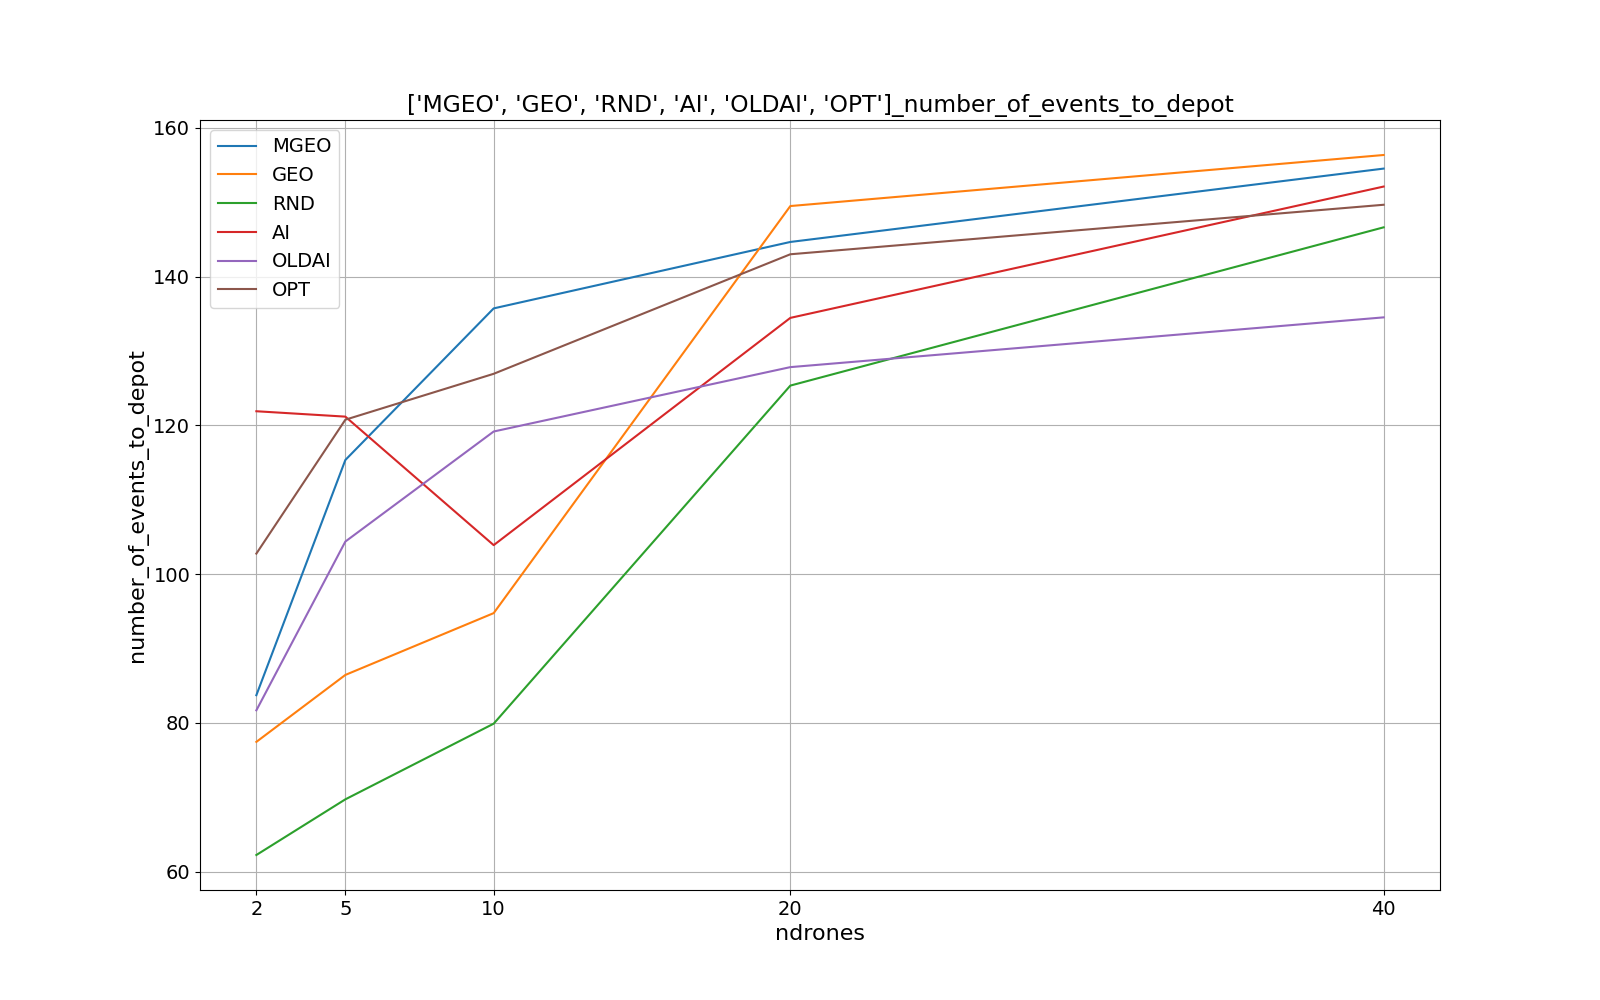 ['MGEO', 'GEO', 'RND', 'AI', 'OLDAI', 'OPT']_number_of_events_to_depot
MGEO
GEO
RND
AI
OLDAI
OPT
number_of_events_to_depot
160
140
120
100
80
60
2 5 10 20 40
ndrones